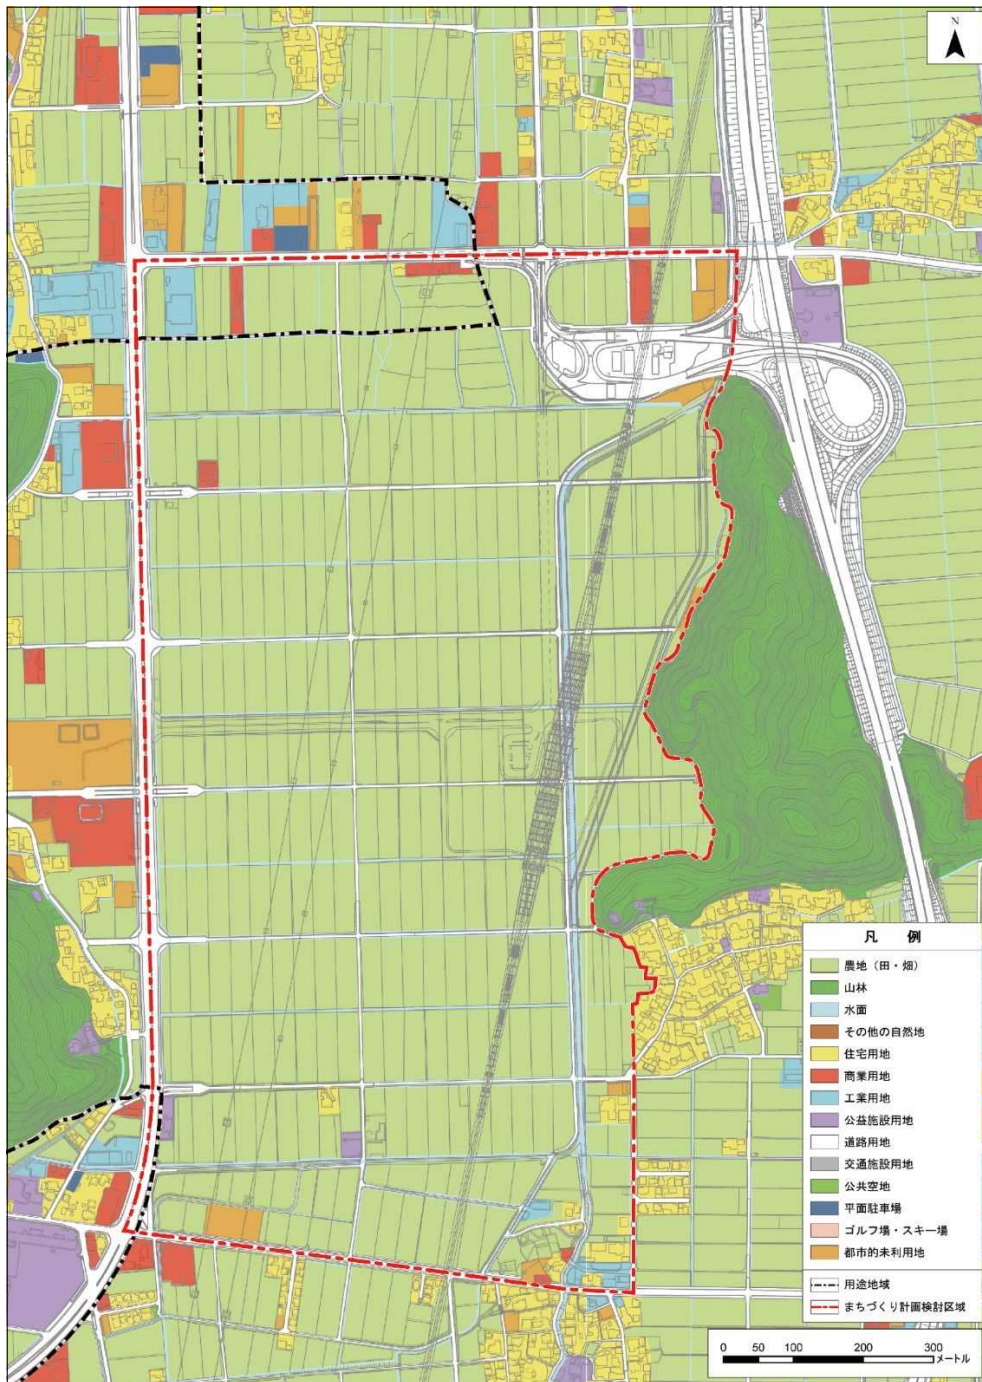 N
凡 例
農地（田・畑）
山林
水面
その他の自然地
住宅用地
商業用地
工業用地
公益施設用地
道路用地
交通施設用地
公共空地
平面駐車場
ゴルフ場・スキー場
都市的未利用地
用途地域
まちづくり計画検討区域
0 50 100 200 300
メートル